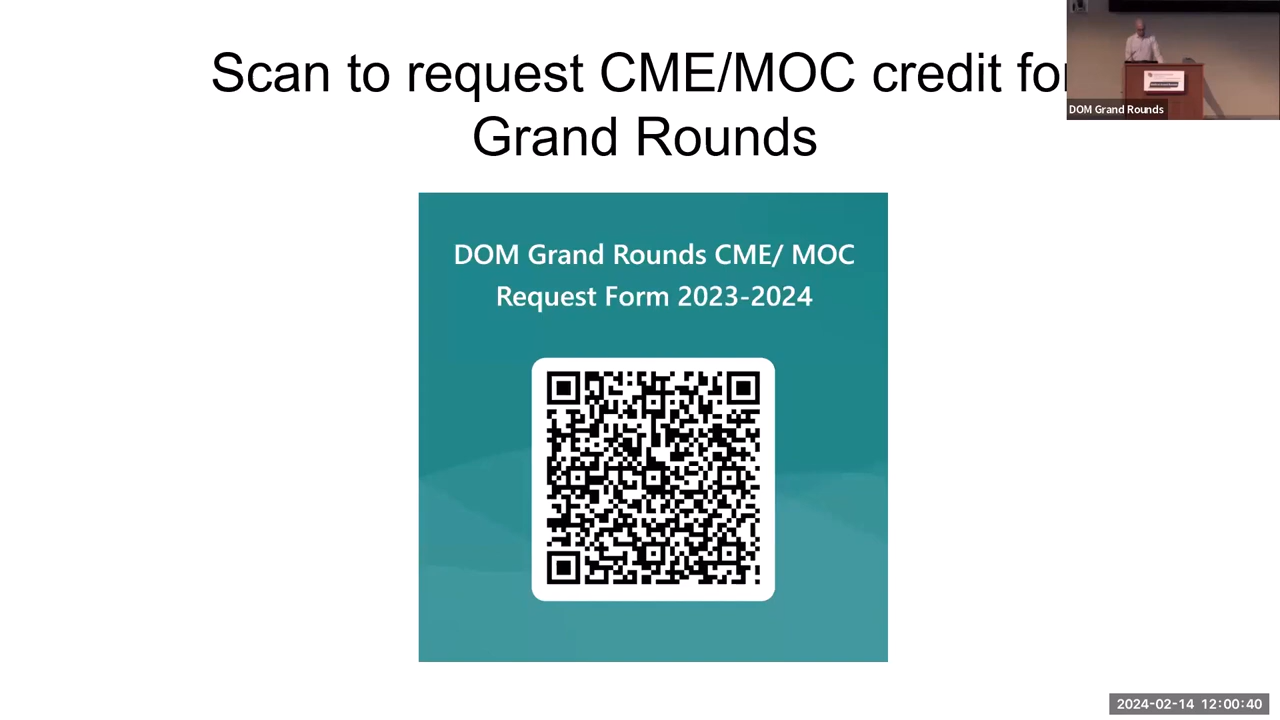 Scan to request CME/MOC credit for
Grand Rounds
DOM Grand Rounds
DOM Grand Rounds CME/ MOC
Request Form 2023-2024
2024-02-14 12:00:40